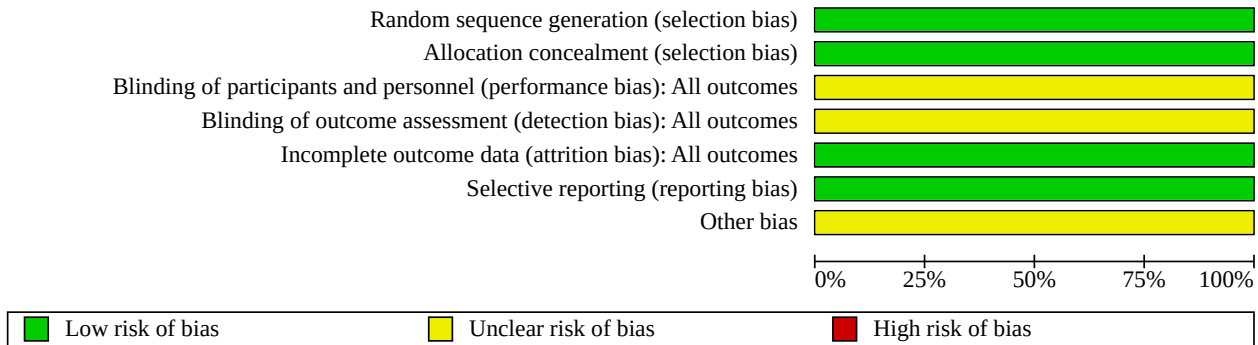 Random sequence generation (selection bias)
Allocation concealment (selection bias)
Blinding of participants and personnel (performance bias): All outcomes
Blinding of outcome assessment (detection bias): All outcomes
Incomplete outcome data (attrition bias): All outcomes
Selective reporting (reporting bias)
Other bias
0% 25% 50% 75% 100%
Low risk of bias Unclear risk of bias High risk of bias